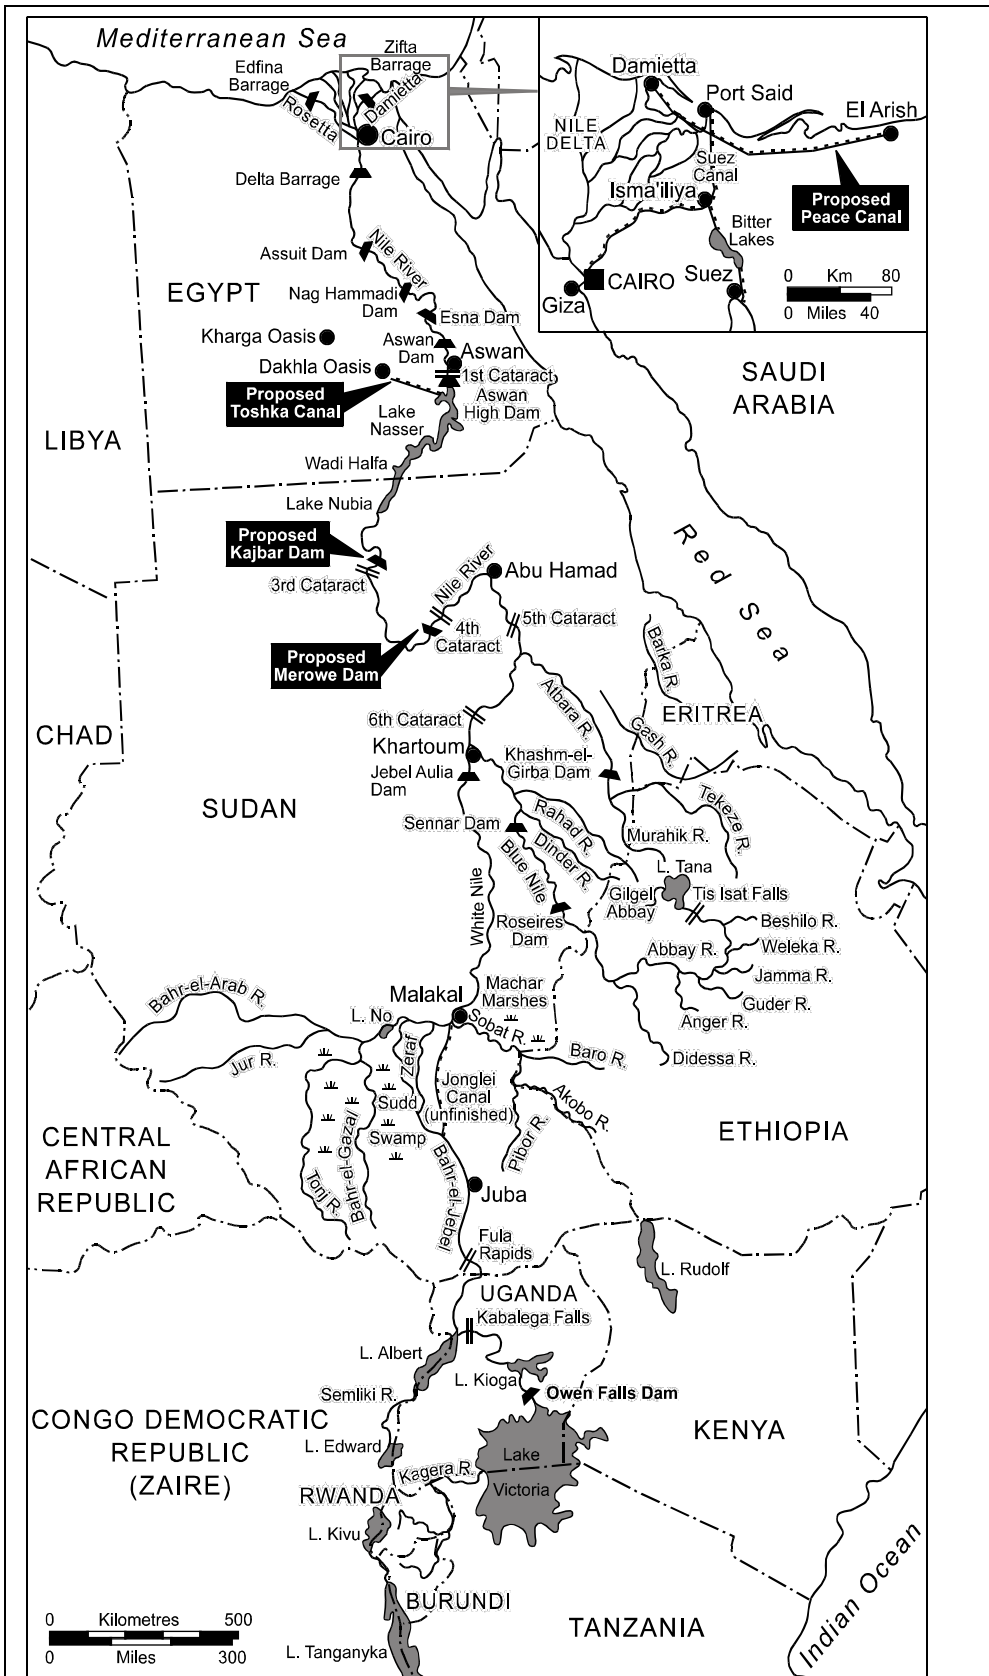 Mediterranean Sea
Zifta
Barrage
Edfina
Barrage
Rosetta
Damietta
Cairo
Delta Barrage
Assuit Dam
Nile River
EGYPT
Nag Hammadi
Dam
Esna Dam
Kharga Oasis
Aswan
Dam
Aswan
Dakhla Oasis
1st Cataract
Proposed
Toshka Canal
Aswan
High Dam
Lake
Nasser
LIBYA
Wadi Halfa
Lake Nubia
Damietta
Port Said
El Arish
NILE
DELTA
Suez
Canal
Isma'iliya
Proposed
Peace Canal
Bitter
Lakes
CAIRO
Giza
Suez
0 Km 80
0 Miles 40
SAUDI
ARABIA
Red Sea
Proposed
Kajbar Dam
3rd Cataract
Nile River
Abu Hamad
4th
Cataract
5th Cataract
Proposed
Merowe Dam
Barka R.
Atbara R.
ERITREA
Gash R.
6th Cataract
CHAD
Khartoum
Khashm-el-
Girba Dam
Jebel Aulia
Dam
SUDAN
Tekeze R.
Sennar Dam
Rahad R.
Dinder R.
Murahik R.
Blue Nile
L. Tana
Gilgel
Abbay
Tis Isat Falls
White Nile
Roseires
Dam
Beshilo R.
Abbay R.
Weleka R.
Jamma R.
Guder R.
Anger R.
Didessa R.
Bahr-el-Arab R.
Malakal
Machar
Marshes
L. No
Sobat R.
Jur R.
Zeraf
Baro R.
Jonglei
Canal
(unfinished)
Akobo R.
Sudd
Swamp
Pibor R.
CENTRAL
AFRICAN
REPUBLIC
ETHIOPIA
Tonj R.
Bahr-el-Gazal
Bahr-el-Jebel
Juba
Fula
Rapids
L. Rudolf
UGANDA
Kabalega Falls
L. Albert
L. Kioga
Semliki R.
Owen Falls Dam
CONGO DEMOCRATIC
REPUBLIC
(ZAIRE)
KENYA
L. Edward
Kagera R.
Lake
Victoria
RWANDA
L. Kivu
BURUNDI
TANZANIA
Indian Ocean
L. Tanganyka
0 Kilometres 500
0 Miles 300